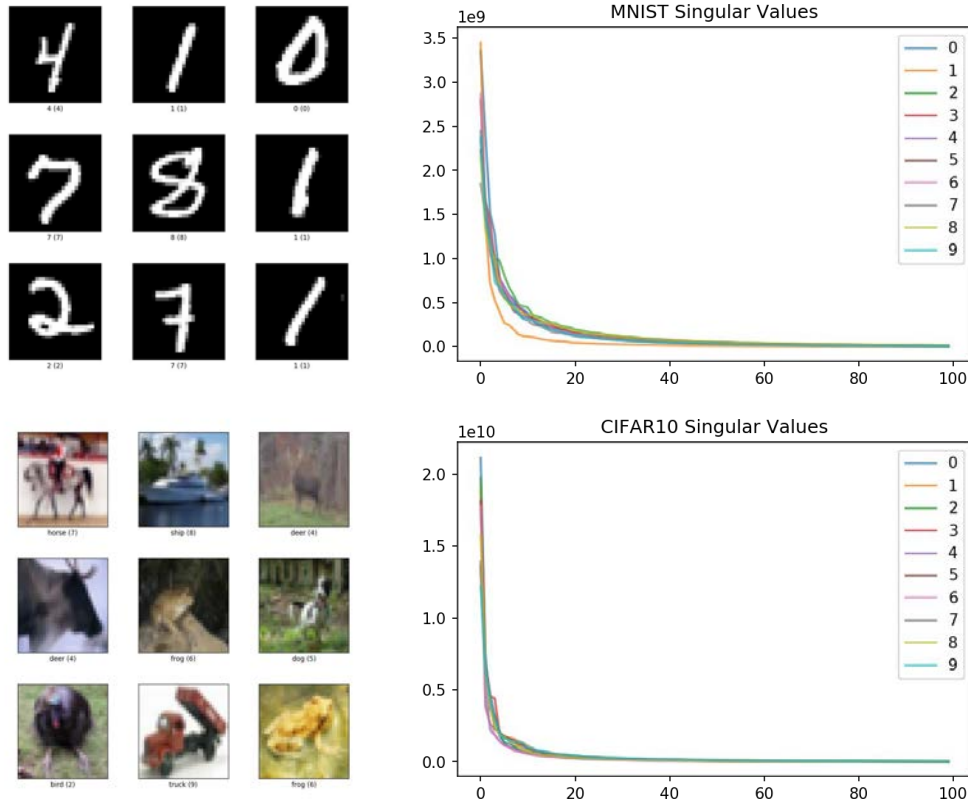 4 (4)
1 (1)
0 (0)
7 (7)
8 (8)
1 (1)
2 (2)
7 (7)
1 (1)
MNIST Singular Values
1e9
3.5
3.0
2.5
2.0
1.5
1.0
0.5
0.0
0 20 40 60 80 100
0
1
2
3
4
5
6
7
8
9
horse (7)
ship (8)
deer (4)
deer (4)
frog (6)
dog (5)
bird (2)
truck (9)
frog (6)
CIFAR10 Singular Values
1e10
2.0
1.5
1.0
0.5
0.0
0 20 40 60 80 100
0
1
2
3
4
5
6
7
8
9